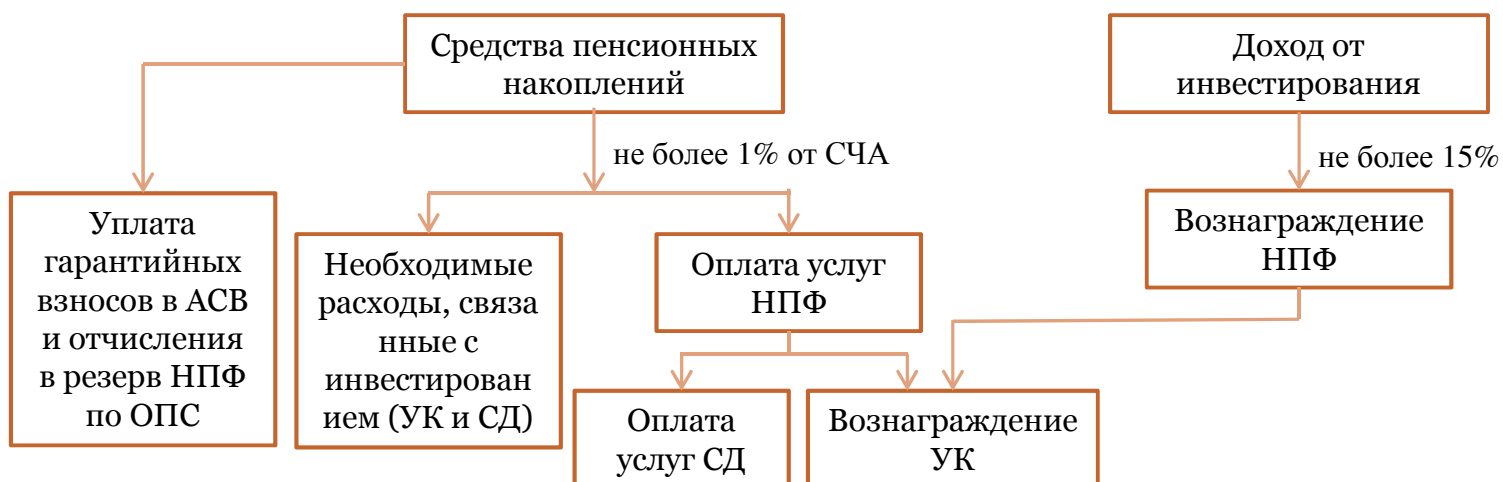 Средства пенсионных
накоплений
Доход от
инвестирования
не более 1% от СЧА
не более 15%
Уплата
гарантийных
взносов в АСВ
и отчисления
в резерв НПФ
по ОПС
Необходимые
расходы, связа
нные с
инвестирован
ием (УК и СД)
Оплата услуг
НПФ
Вознаграждение
НПФ
Оплата
услуг СД
Вознаграждение
УК